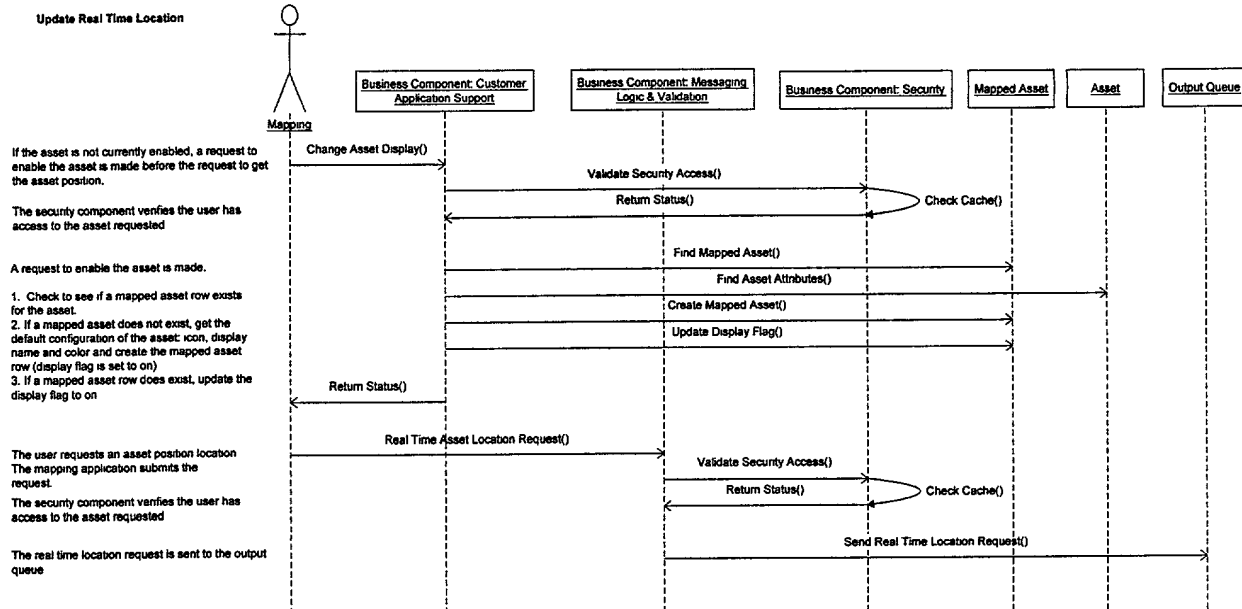 Update Real Time Location
Business Component: Customer
Application Support
Business Component: Messaging
Logic & Validation
Business Component: Security
Mapped Asset
Asset
Output Queue
Mapping
If the asset is not currently enabled, a request to
enable the asset is made before the request to get
the asset position.
Change Asset Display()
Validate Security Access()
The security component verifies the user has
access to the asset requested
Return Status()
Check Cache()
A request to enable the asset is made.
Find Mapped Asset()
Find Asset Attributes()
1. Check to see if a mapped asset row exists
for the asset.
2. If a mapped asset does not exist, get the
default configuration of the asset: icon, display
name and color and create the mapped asset
row (display flag is set to on)
3. If a mapped asset row does exist, update the
display flag to on
Create Mapped Asset()
Update Display Flag()
Return Status()
The user requests an asset position location
The mapping application submits the
request.
Real Time Asset Location Request()
Validate Security Access()
The security component verifies the user has
access to the asset requested
Return Status()
Check Cache()
The real time location request is sent to the output
queue
Send Real Time Location Request()